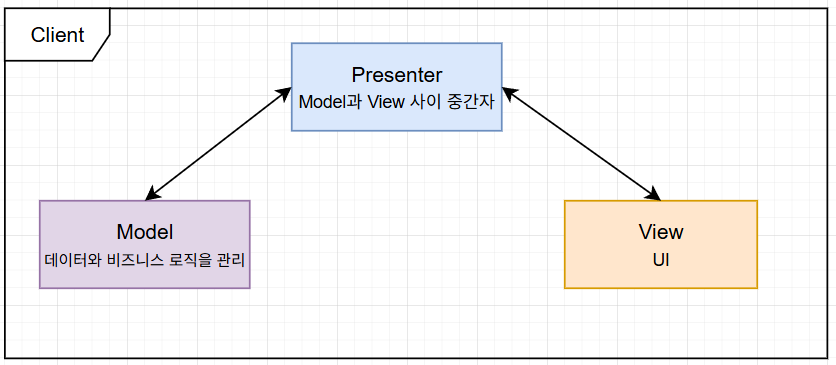 Client
Presenter
Model과 View 사이 중간자
Model
데이터와 비즈니스 로직을 관리
View
UI